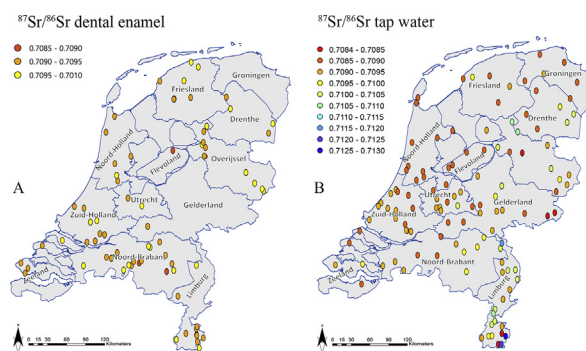 87Sr/86Sr dental enamel
0.7085 - 0.7090
0.7090 - 0.7095
0.7095 - 0.7010
Groningen
Friesland
Drenthe
Noord-Holland
Flevoland
Overijssel
Utrecht
Gelderland
Zuid-Holland
Noord-Brabant
Zeeland
Limburg
A
0 15 30 60 90 120
Kilometers
87Sr/86Sr tap water
0.7084 - 0.7085
0.7085 - 0.7090
0.7090 - 0.7095
0.7095 - 0.7100
0.7100 - 0.7105
0.7105 - 0.7110
0.7110 - 0.7115
0.7115 - 0.7120
0.7120 - 0.7125
0.7125 - 0.7130
Groningen
Friesland
Drenthe
Noord-Holland
Flevoland
Utrecht
Gelderland
Zuid-Holland
Noord-Brabant
Zeeland
Limburg
B
0 15 30 60 90 120
Kilometers